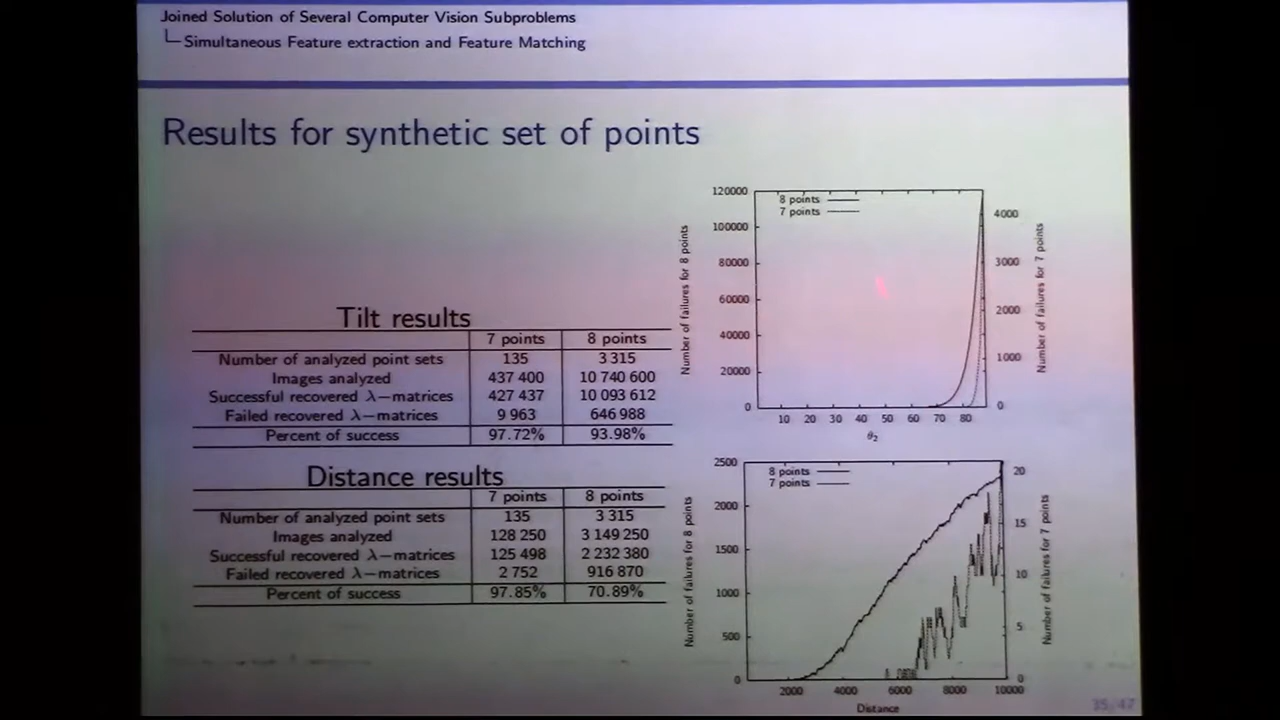 Joined Solution of Several Computer Vision Subproblems
Simultaneous Feature extraction and Feature Matching
Results for synthetic set of points
Tilt results
7 points 8 points
Number of analyzed point sets 135 3 315
Images analyzed 437 400 10 740 600
Successful recovered λ−matrices 427 437 10 093 612
Failed recovered λ−matrices 9 963 646 988
Percent of success 97.72% 93.98%
Distance results
7 points 8 points
Number of analyzed point sets 135 3 315
Images analyzed 128 250 3 149 250
Successful recovered λ−matrices 125 498 2 232 380
Failed recovered λ−matrices 2 752 916 870
Percent of success 97.85% 70.89%
Number of failures for 8 points
120000
100000
80000
60000
40000
20000
0
8 points
7 points
4000
3000
2000
1000
0
Number of failures for 7 points
10 20 30 40 50 60 70 80
θ2
Number of failures for 8 points
2500
2000
1500
1000
500
0
8 points
7 points
20
15
10
5
0
Number of failures for 7 points
2000 4000 6000 8000 10000
Distance
35/47